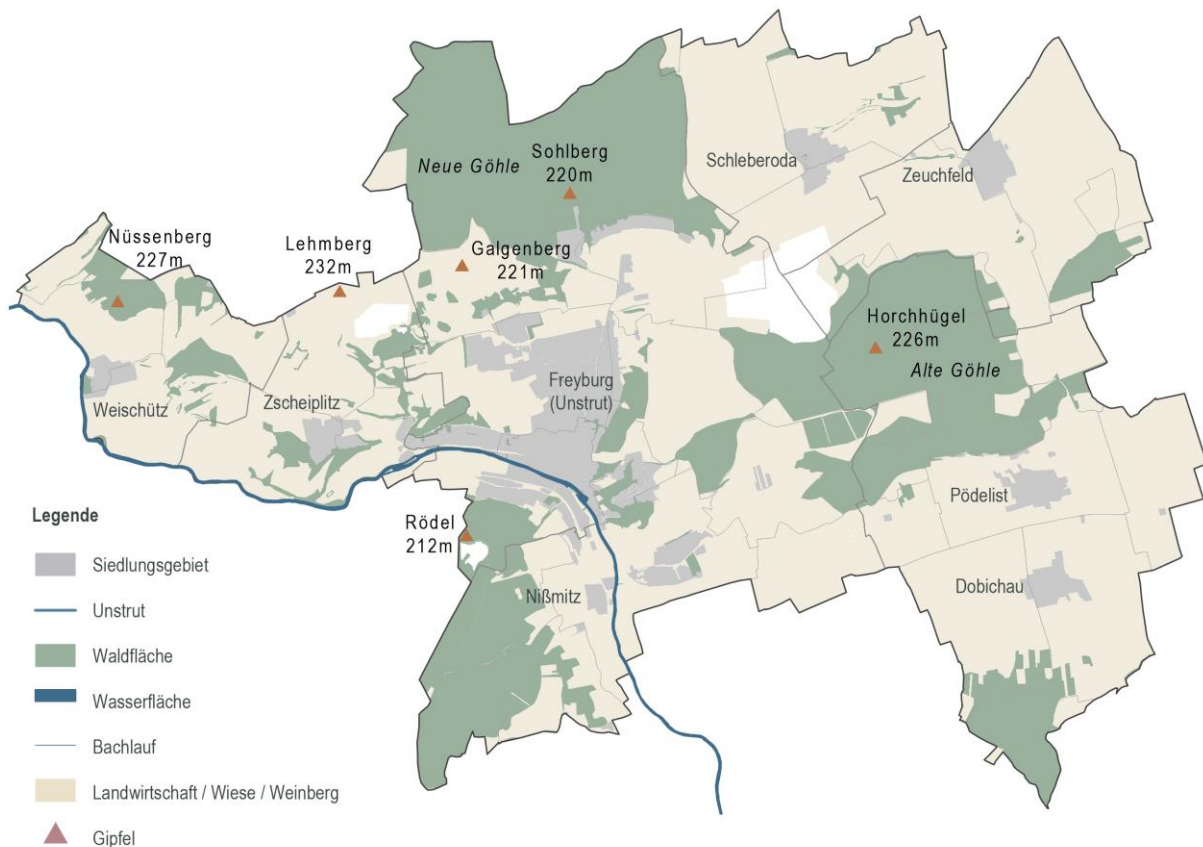 Neue Göhle
Sohlberg
220m
Schleberoda
Zeuchfeld
Nüssenberg
227m
Lehmberg
232m
Galgenberg
221m
Horchhügel
226m
Alte Göhle
Freyburg
(Unstrut)
Weischütz
Zscheiplitz
Pödelist
Rödel
212m
Nißmitz
Dobichau
Legende
Siedlungsgebiet
Unstrut
Waldfläche
Wasserfläche
Bachlauf
Landwirtschaft / Wiese / Weinberg
Gipfel